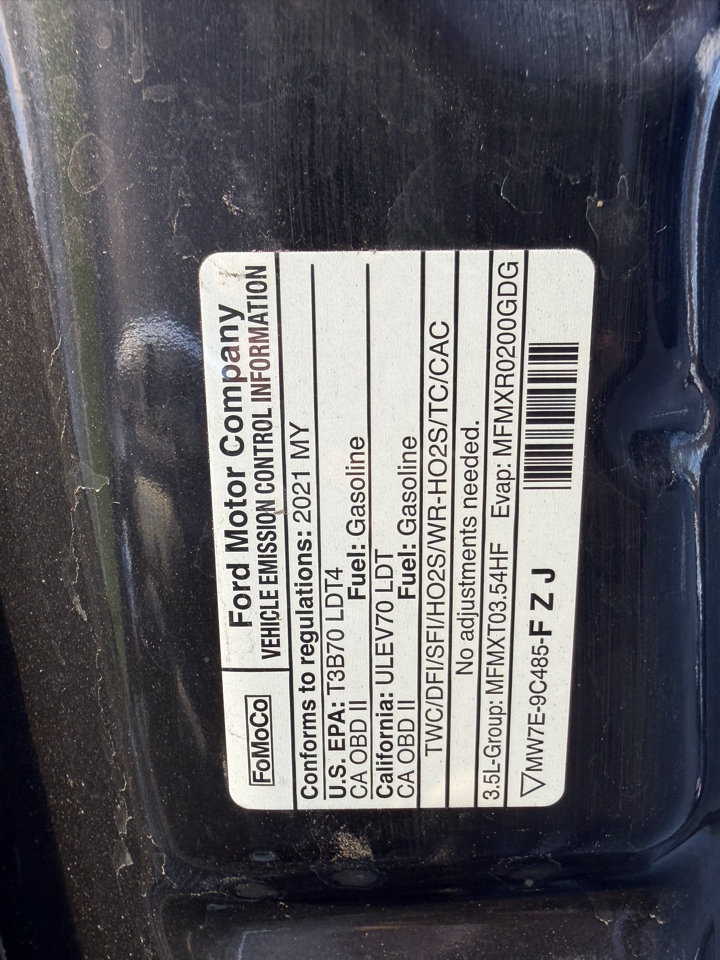 FoMoCo
Ford Motor Company
VEHICLE EMISSION CONTROL INFORMATION
Conforms to regulations: 2021 MY
U.S. EPA: T3B70 LDT4
CA OBD II Fuel: Gasoline
California: ULEV70 LDT
CA OBD II Fuel: Gasoline
TWC/DFI/SFI/HO2S/WR-HO2S/TC/CAC
No adjustments needed.
3.5L-Group: MFMXT03.54HF Evap: MFMXR0200GDG
▽MW7E-9C485-F Z J